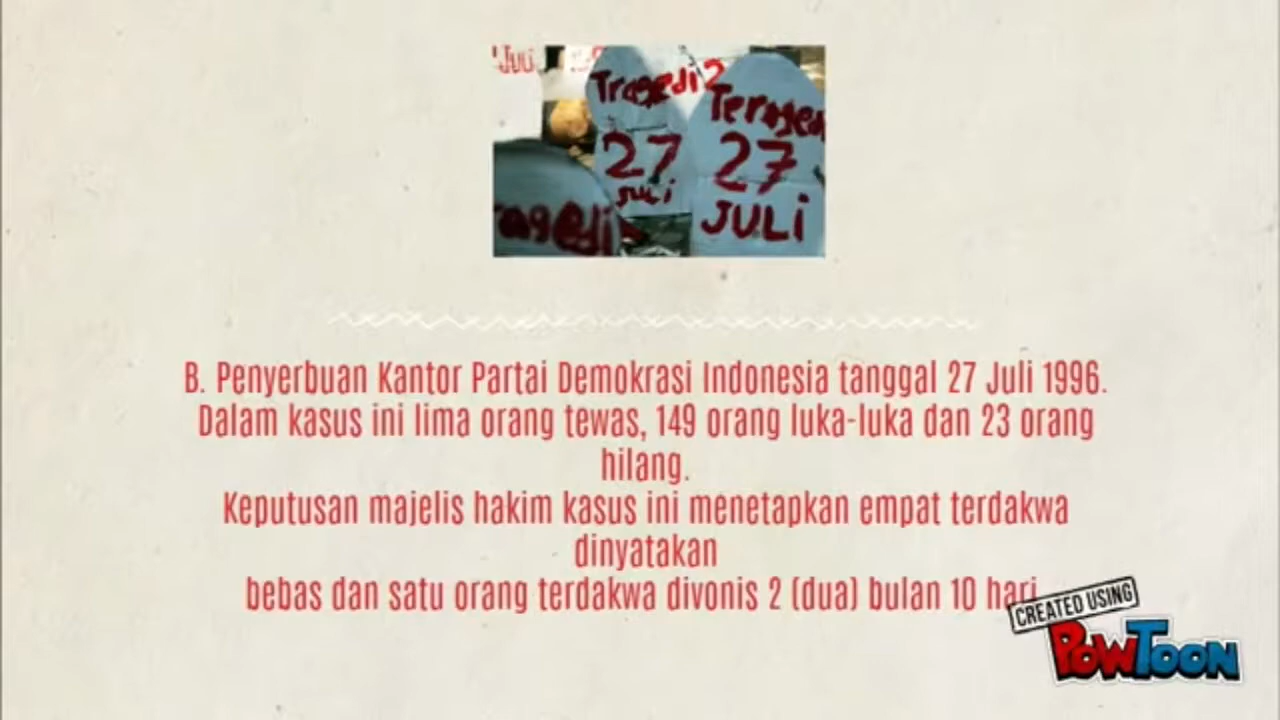 Juli
Tragedi 2
Teragedi
27
27
Juli
JULI
Tragedi
B. Penyerbuan Kantor Partai Demokrasi Indonesia tanggal 27 Juli 1996.
Dalam kasus ini lima orang tewas, 149 orang luka-luka dan 23 orang
hilang.
Keputusan majelis hakim kasus ini menetapkan empat terdakwa
dinyatakan
bebas dan satu orang terdakwa divonis 2 (dua) bulan 10 hari
CREATED USING
POWTOON